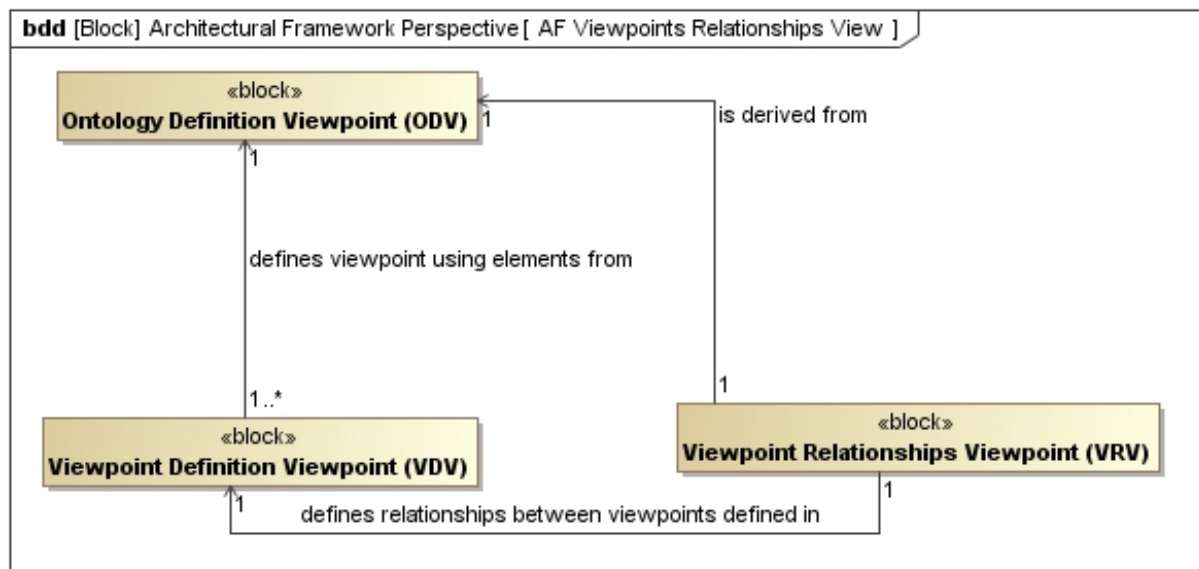 bdd [Block] Architectural Framework Perspective [ AF Viewpoints Relationships View ]
«block»
Ontology Definition Viewpoint (ODV)
1
is derived from
1
defines viewpoint using elements from
1..*
1
«block»
Viewpoint Definition Viewpoint (VDV)
«block»
Viewpoint Relationships Viewpoint (VRV)
1
1
defines relationships between viewpoints defined in